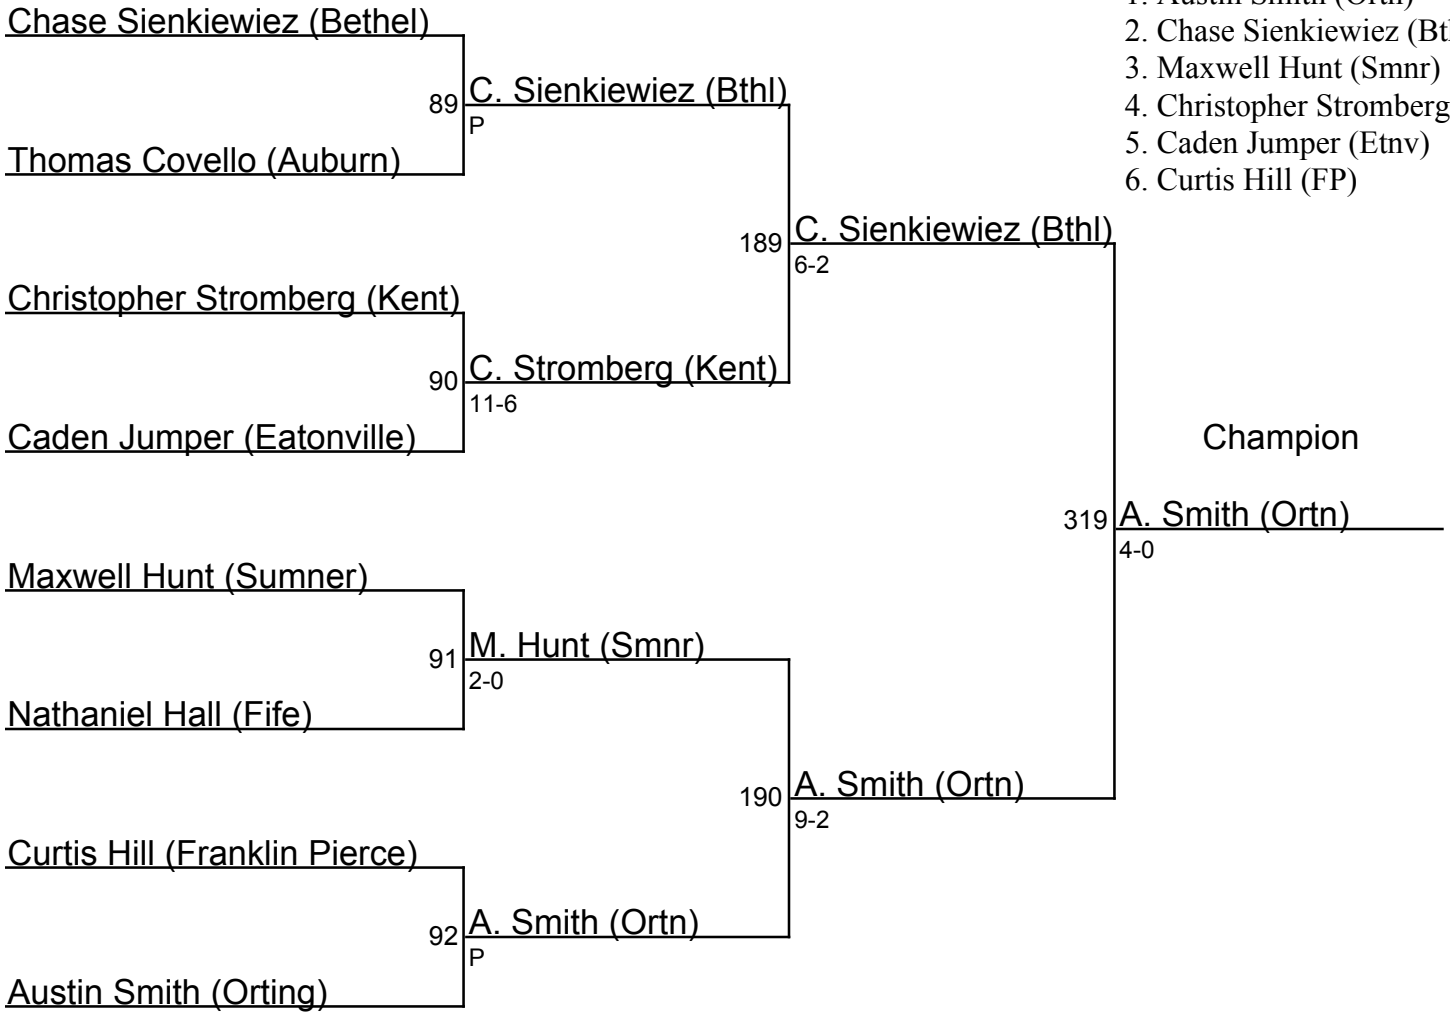 Chase Sienkiewiez (Bethel)
89 C. Sienkiewiez (Bthl)
P
Thomas Covello (Auburn)
189 C. Sienkiewiez (Bthl)
6-2
Christopher Stromberg (Kent)
90 C. Stromberg (Kent)
11-6
Caden Jumper (Eatonville)
Champion
319 A. Smith (Ortn)
4-0
Maxwell Hunt (Sumner)
91 M. Hunt (Smnr)
2-0
Nathaniel Hall (Fife)
190 A. Smith (Ortn)
9-2
Curtis Hill (Franklin Pierce)
92 A. Smith (Ortn)
P
Austin Smith (Orting)
1. Austin Smith (Ortn)
2. Chase Sienkiewiez (Bt
3. Maxwell Hunt (Smnr)
4. Christopher Stromberg
5. Caden Jumper (Etnv)
6. Curtis Hill (FP)